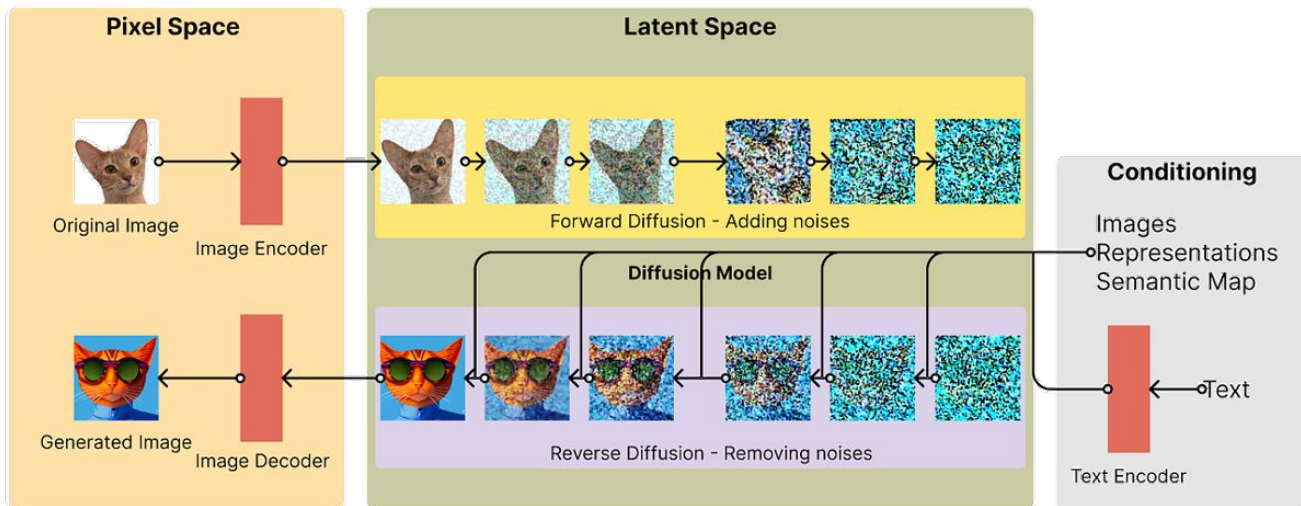 Pixel Space
Latent Space
Original Image
Image Encoder
Forward Diffusion - Adding noises
Conditioning
Images
Representations
Semantic Map
Diffusion Model
Generated Image
Image Decoder
Reverse Diffusion - Removing noises
Text
Text Encoder